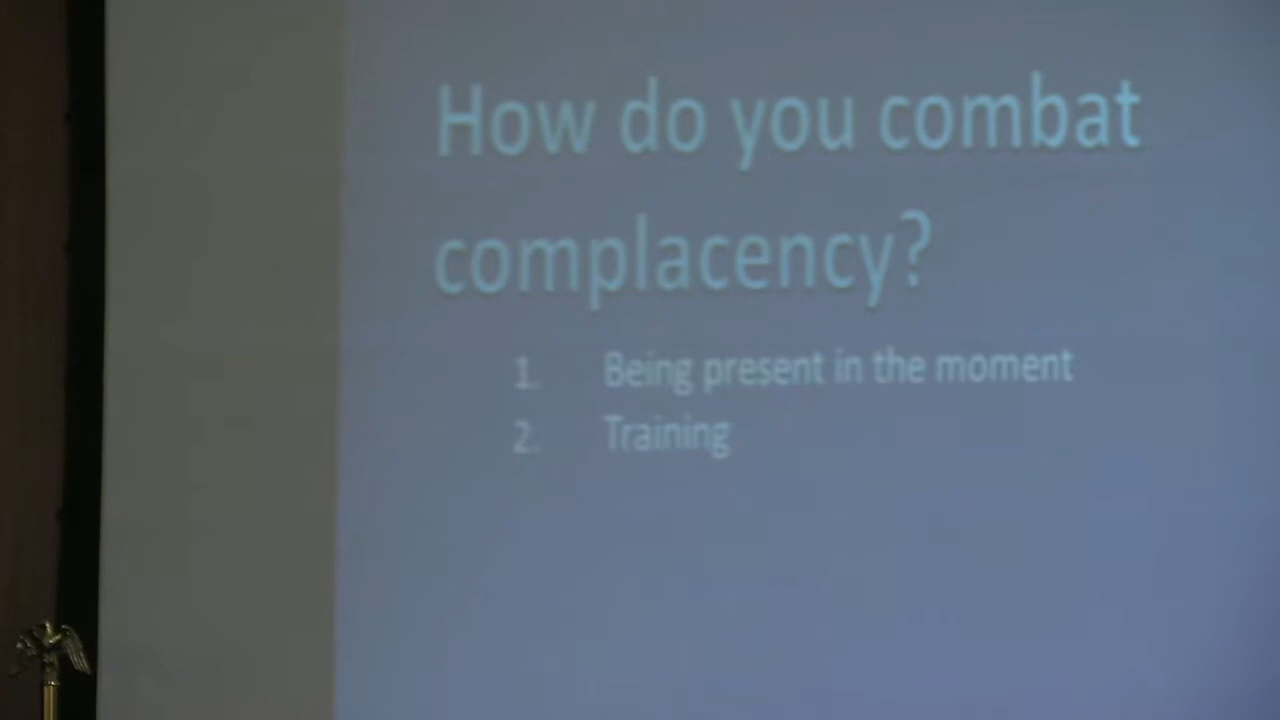 How do you combat
complacency?
1. Being present in the moment
2. Training